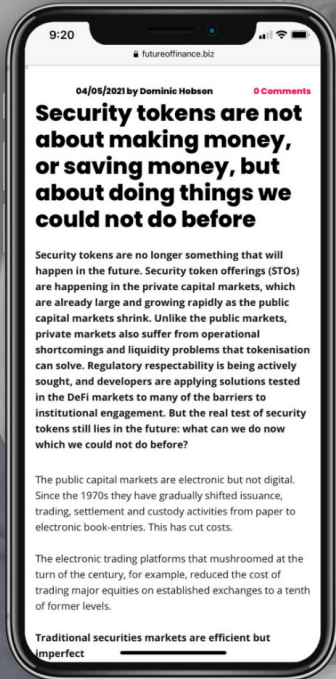 9:20
futureoffinance.biz
04/05/2021 by Dominic Hobson 0 Comments
Security tokens are not
about making money,
or saving money, but
about doing things we
could not do before
Security tokens are no longer something that will
happen in the future. Security token offerings (STOs)
are happening in the private capital markets, which
are already large and growing rapidly as the public
capital markets shrink. Unlike the public markets,
private markets also suffer from operational
shortcomings and liquidity problems that tokenisation
can solve. Regulatory respectability is being actively
sought, and developers are applying solutions tested
in the DeFi markets to many of the barriers to
institutional engagement. But the real test of security
tokens still lies in the future: what can we do now
which we could not do before?
The public capital markets are electronic but not digital.
Since the 1970s they have gradually shifted issuance,
trading, settlement and custody activities from paper to
electronic book-entries. This has cut costs.
The electronic trading platforms that mushroomed at the
turn of the century, for example, reduced the cost of
trading major equities on established exchanges to a tenth
of former levels.
Traditional securities markets are efficient but
imperfect